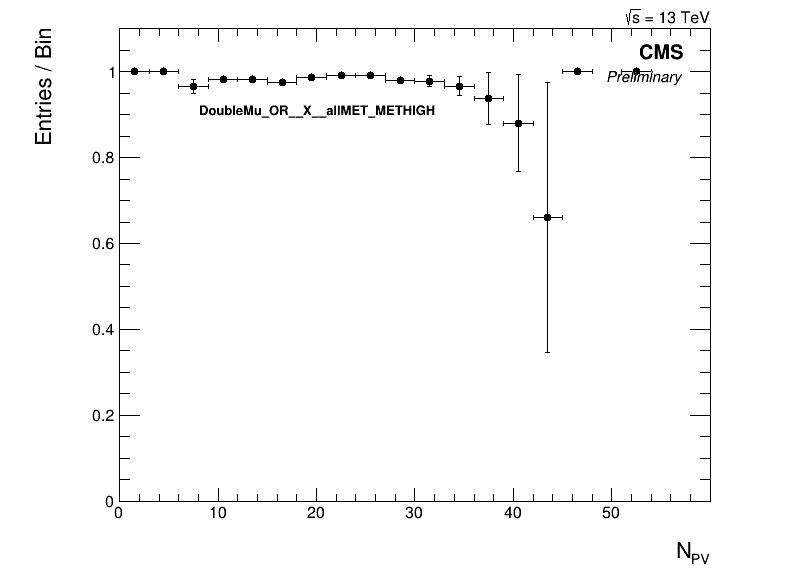 √s = 13 TeV
Entries / Bin
CMS
Preliminary
DoubleMu_OR__X__allMET_METHIGH
1
0.8
0.6
0.4
0.2
0
0 10 20 30 40 50
N_PV